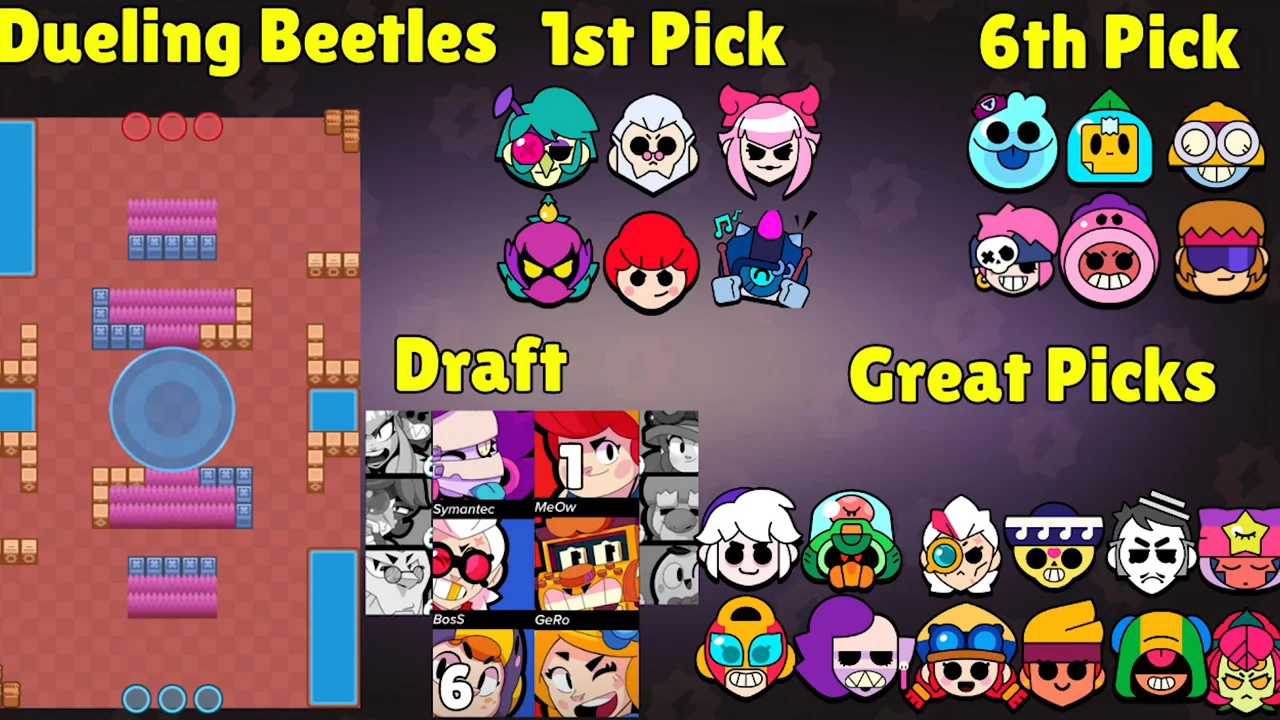 Dueling Beetles
1st Pick
6th Pick
Draft
Great Picks
1
Symantec
MeOw
BosS
GeRo
6